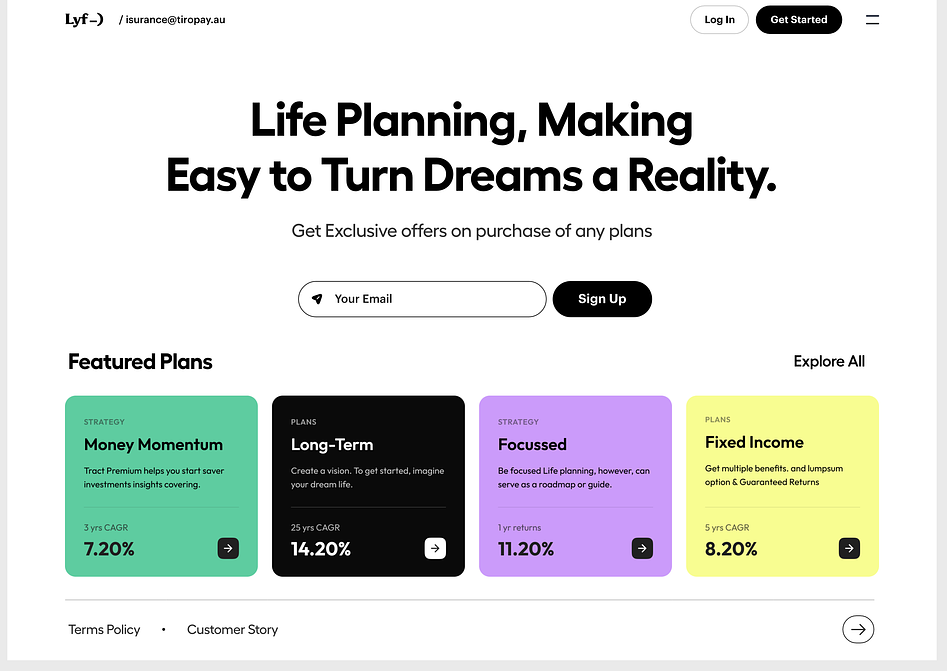 Lyf / isurance@tiropay.au Log In Get Started
Life Planning, Making
Easy to Turn Dreams a Reality.
Get Exclusive offers on purchase of any plans
Your Email Sign Up
Featured Plans Explore All
STRATEGY
Money Momentum
Tract Premium helps you start saver
investments insights covering.
3 yrs CAGR
7.20%
PLANS
Long-Term
Create a vision. To get started, imagine
your dream life.
25 yrs CAGR
14.20%
STRATEGY
Focussed
Be focused Life planning, however, can
serve as a roadmap or guide.
1 yr returns
11.20%
PLANS
Fixed Income
Get multiple benefits. and lumpsum
option & Guaranteed Returns
5 yrs CAGR
8.20%
Terms Policy • Customer Story